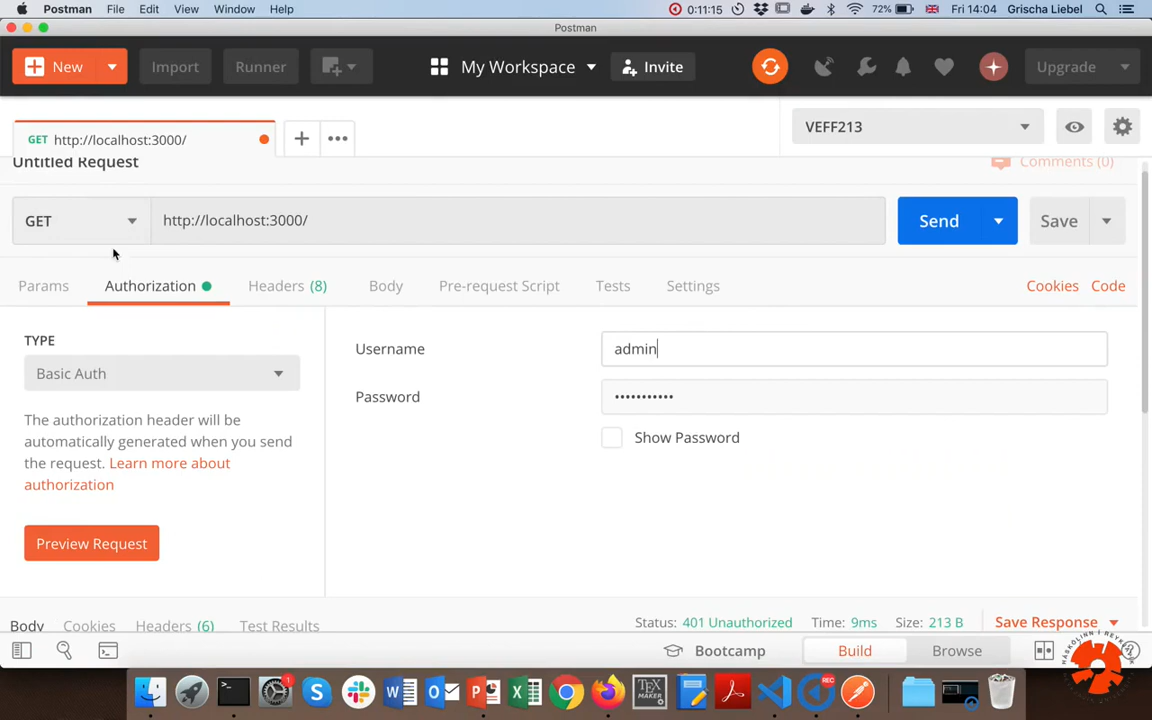 Postman File Edit View Window Help 0:11:15 72% Fri 14:04 Grischa Liebel
Postman
New Import Runner My Workspace Invite Upgrade
GET http://localhost:3000/ VEFF213
Untitled Request Comments (0)
GET http://localhost:3000/ Send Save
Params Authorization Headers (8) Body Pre-request Script Tests Settings Cookies Code
TYPE
Basic Auth
The authorization header will be
automatically generated when you send
the request. Learn more about
authorization
Preview Request
Username admin
Password •••••••••••
Show Password
Body Cookies Headers (6) Test Results Status: 401 Unauthorized Time: 9ms Size: 213 B Save Response
Bootcamp Build Browse
TEX
MAKER
REC